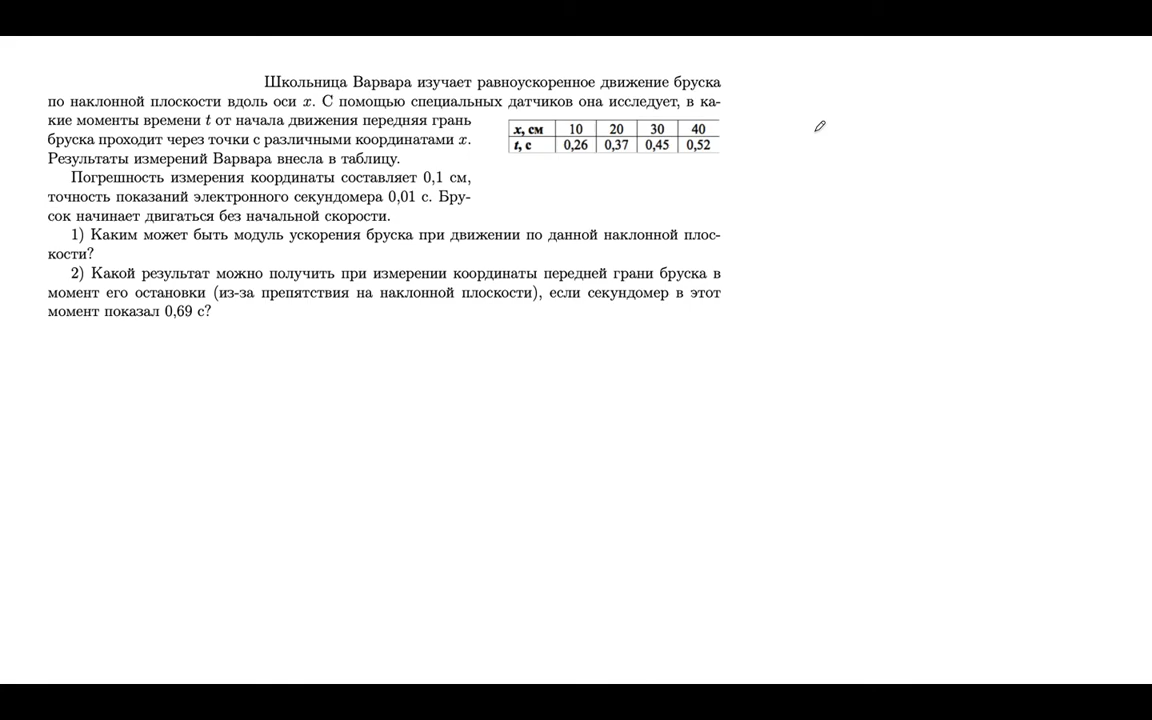 Школьница Варвара изучает равноускоренное движение бруска
по наклонной плоскости вдоль оси x. С помощью специальных датчиков она исследует, в ка-
кие моменты времени t от начала движения передняя грань
бруска проходит через точки с различными координатами x.
Результаты измерений Варвара внесла в таблицу.
x, см 10 20 30 40
t, с 0,26 0,37 0,45 0,52
Погрешность измерения координаты составляет 0,1 см,
точность показаний электронного секундомера 0,01 с. Бру-
сок начинает двигаться без начальной скорости.
1) Каким может быть модуль ускорения бруска при движении по данной наклонной плос-
кости?
2) Какой результат можно получить при измерении координаты передней грани бруска в
момент его остановки (из-за препятствия на наклонной плоскости), если секундомер в этот
момент показал 0,69 с?